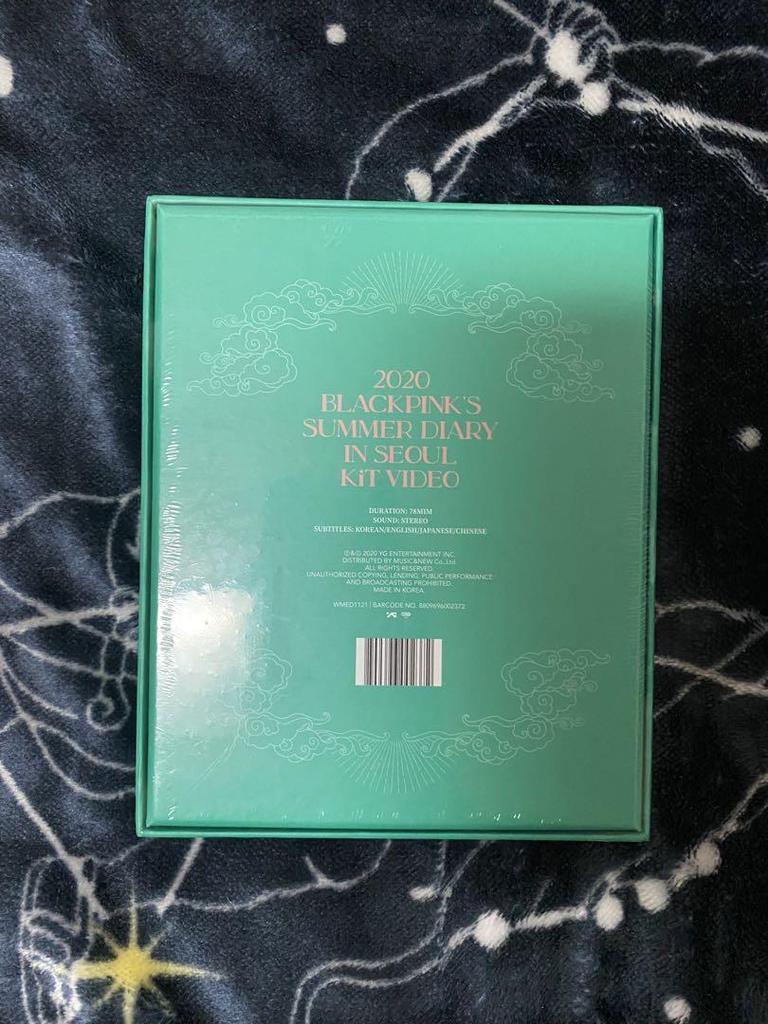 2020
BLACKPINK'S
SUMMER DIARY
IN SEOUL
KiT VIDEO
DURATION: 78MIM
SOUND: STEREO
SUBTITLES: KOREAN/ENGLISH/JAPANESE/CHINESE
℗&© 2020 YG ENTERTAINMENT INC.
DISTRIBUTED BY MUSIC&NEW Co.,Ltd.
ALL RIGHTS RESERVED.
UNAUTHORIZED COPYING, LENDING, PUBLIC PERFORMANCE
AND BROADCASTING PROHIBITED.
MADE IN KOREA.
WMED1121 | BARCODE NO. 8809696002372